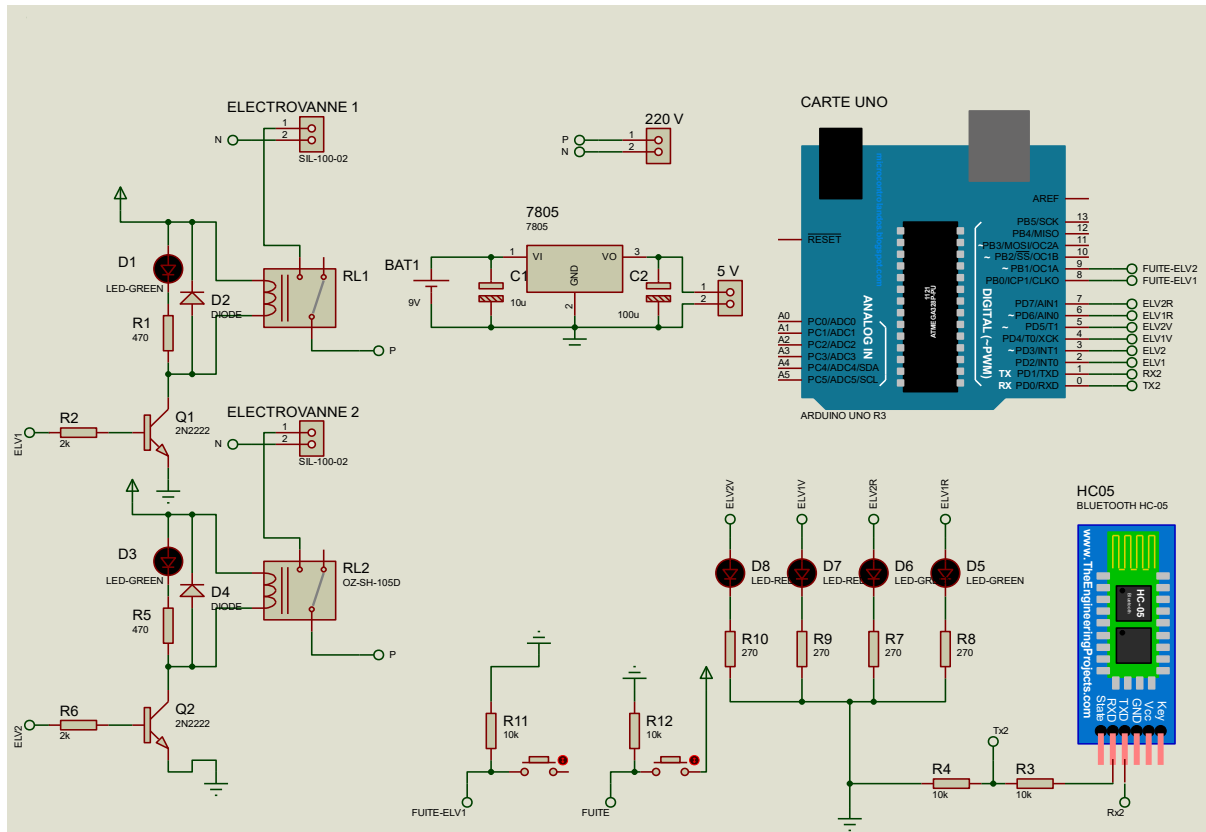 ELECTROVANNE 1
1
2
N
SIL-100-02
D1
LED-GREEN
D2
DIODE
R1
470
RL1
P
R2
2k
ELV1
Q1
2N2222
ELECTROVANNE 2
1
2
N
SIL-100-02
D3
LED-GREEN
D4
DIODE
R5
470
RL2
OZ-SH-105D
P
R6
2k
ELV2
Q2
2N2222
220 V
P
N
1
2
7805
7805
1
VI
VO
3
GND
2
BAT1
9V
C1
10u
C2
100u
5 V
1
2
CARTE UNO
RESET
AREF
PB5/SCK 13
PB4/MISO 12
~PB3/MOSI/OC2A 11
~ PB2/SS/OC1B 10
~ PB1/OC1A 9 FUITE-ELV2
PB0/ICP1/CLKO 8 FUITE-ELV1
PD7/AIN1 7 ELV2R
~ PD6/AIN0 6 ELV1R
~ PD5/T1 5 ELV2V
PD4/T0/XCK 4 ELV1V
~ PD3/INT1 3 ELV2
PD2/INT0 2 ELV1
TX PD1/TXD 1 RX2
RX PD0/RXD 0 TX2
A0 PC0/ADC0
A1 PC1/ADC1
A2 PC2/ADC2
A3 PC3/ADC3
A4 PC4/ADC4/SDA
A5 PC5/ADC5/SCL
ANALOG IN
1121
ATMEGA328P-PU
DIGITAL (~PWM)
ARDUINO UNO R3
ELV2V
ELV1V
ELV2R
ELV1R
D8
LED-RED
D7
LED-RED
D6
D5
LED-GREEN
R10
270
R9
270
R7
270
R8
270
R11
10k
FUITE-ELV1
R12
10k
FUITE
Tx2
R4
10k
R3
10k
Rx2
HC05
BLUETOOTH HC-05
www.TheEngineeringProjects.com
HC-05
Bluetooth
State
RXD
TXD
GND
Vcc
Key